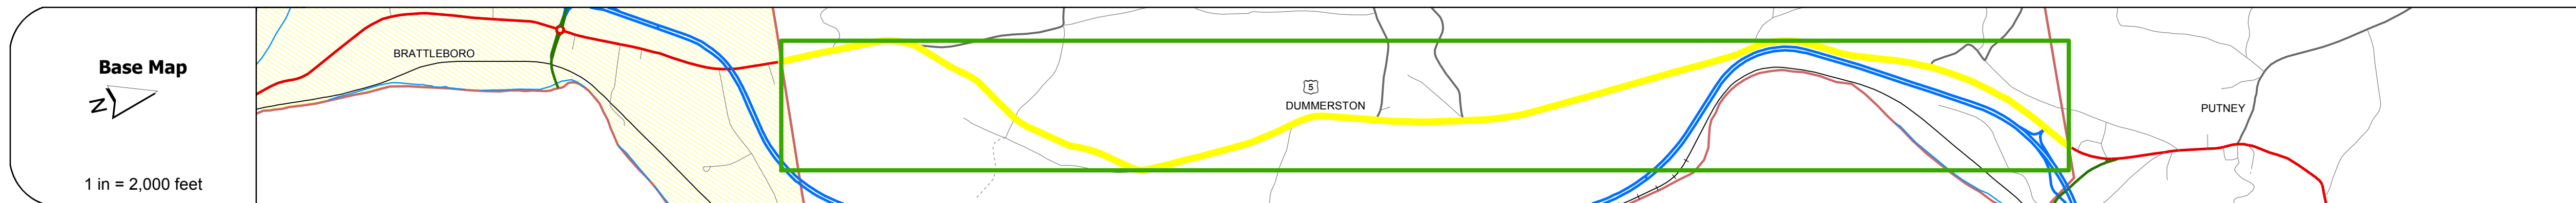 Base Map
N
1 in = 2,000 feet
BRATTLEBORO
5
DUMMERSTON
PUTNEY